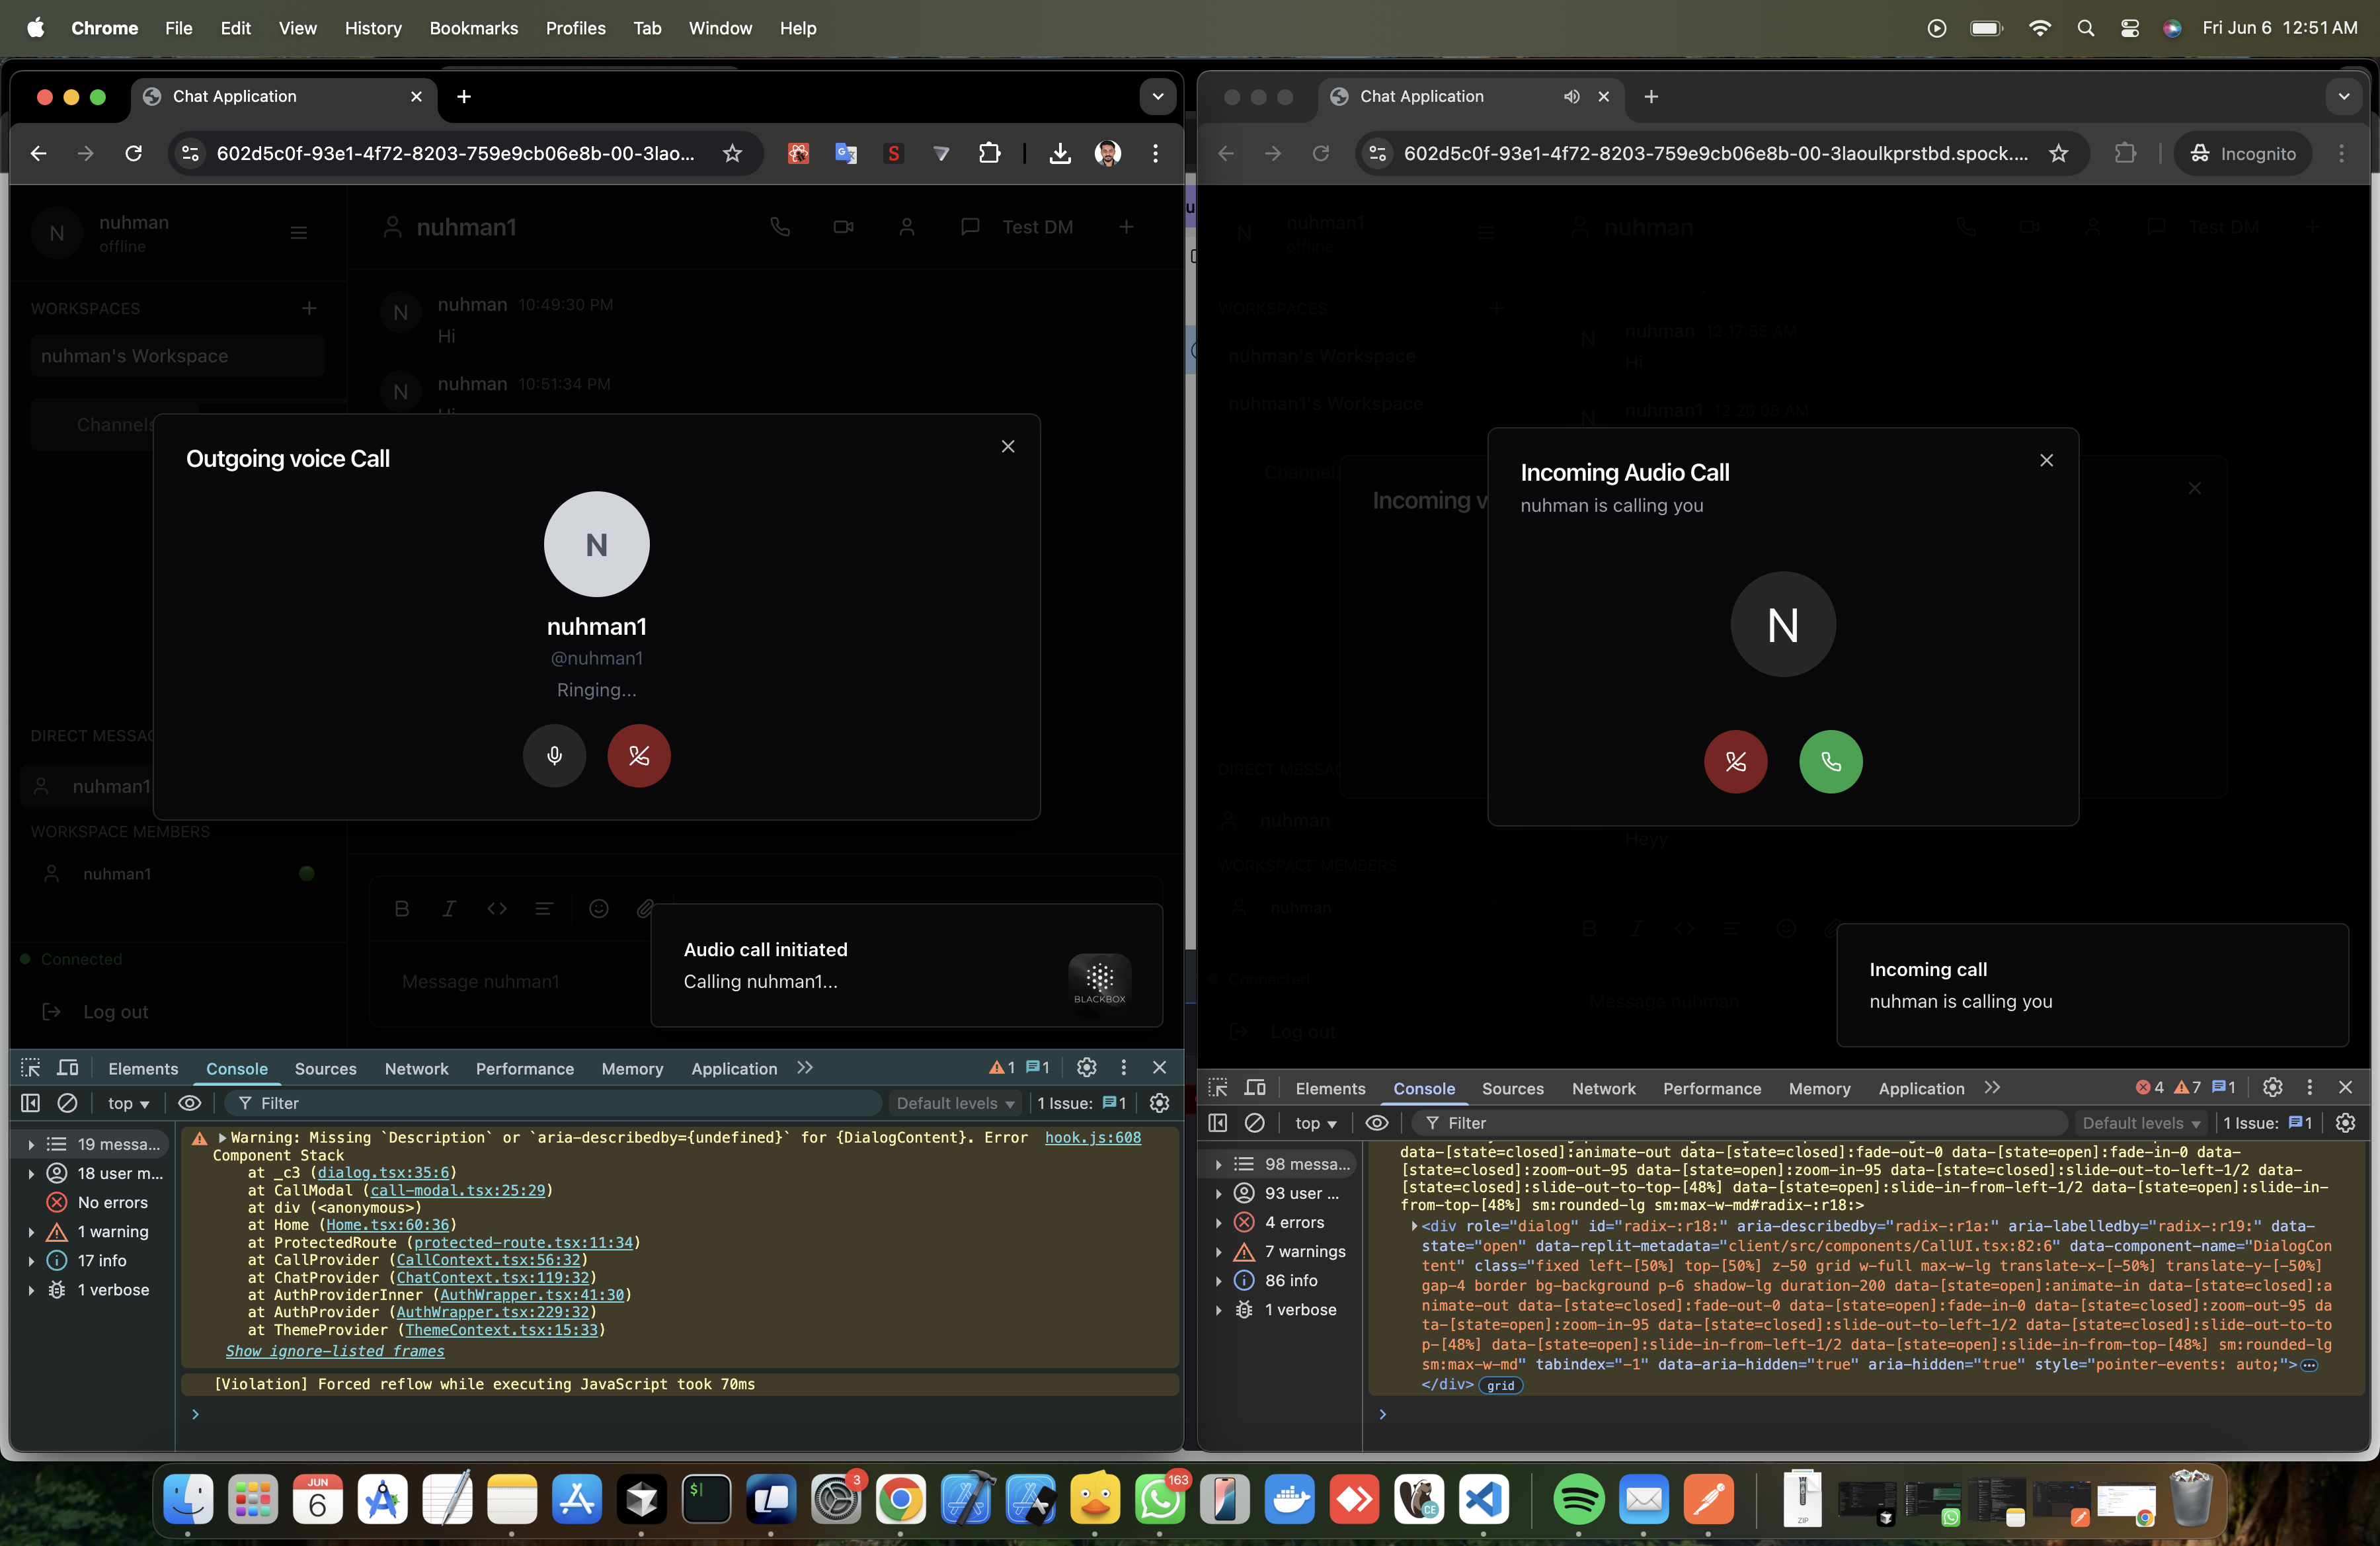 Chrome File Edit View History Bookmarks Profiles Tab Window Help
Fri Jun 6 12:51 AM
Chat Application
602d5c0f-93e1-4f72-8203-759e9cb06e8b-00-3lao...
N
nuhman
offline
nuhman1
Test DM
WORKSPACES
nuhman's Workspace
Channels
N
nuhman 10:49:30 PM
Hi
N
nuhman 10:51:34 PM
Outgoing voice Call
N
nuhman1
@nuhman1
Ringing...
DIRECT MESSAG
nuhman1
WORKSPACE MEMBERS
nuhman1
Connected
Log out
Message nuhman1
Audio call initiated
Calling nuhman1...
BLACKBOX
Elements Console Sources Network Performance Memory Application
1 1
top
Filter
Default levels
1 Issue: 1
19 messa...
18 user m...
No errors
1 warning
17 info
1 verbose
Warning: Missing `Description` or `aria-describedby={undefined}` for {DialogContent}. Error hook.js:608
Component Stack
at _c3 (dialog.tsx:35:6)
at CallModal (call-modal.tsx:25:29)
at div (<anonymous>)
at Home (Home.tsx:60:36)
at ProtectedRoute (protected-route.tsx:11:34)
at CallProvider (CallContext.tsx:56:32)
at ChatProvider (ChatContext.tsx:119:32)
at AuthProviderInner (AuthWrapper.tsx:41:30)
at AuthProvider (AuthWrapper.tsx:229:32)
at ThemeProvider (ThemeContext.tsx:15:33)
Show ignore-listed frames
[Violation] Forced reflow while executing JavaScript took 70ms
Chat Application
602d5c0f-93e1-4f72-8203-759e9cb06e8b-00-3laoulkprstbd.spock....
Incognito
N
nuhman1
offline
nuhman
Test DM
WORKSPACES
nuhman's Workspace
nuhman1's Workspace
Channel
N
nuhman 12:17:55 AM
Hi
N
nuhman1 12:26:08 AM
Incoming v
Incoming Audio Call
nuhman is calling you
N
DIRECT MESSA
nuhman
WORKSPACE MEMBERS
nuhman
Heyy
Connected
Log out
Message nuhman
Incoming call
nuhman is calling you
Elements Console Sources Network Performance Memory Application
4 7 1
top
Filter
Default levels
1 Issue: 1
98 messa...
93 user ...
4 errors
7 warnings
86 info
1 verbose
data-[state=closed]:animate-out data-[state=closed]:fade-out-0 data-[state=open]:fade-in-0 data-
[state=closed]:zoom-out-95 data-[state=open]:zoom-in-95 data-[state=closed]:slide-out-to-left-1/2 data-
[state=closed]:slide-out-to-top-[48%] data-[state=open]:slide-in-from-left-1/2 data-[state=open]:slide-in-
from-top-[48%] sm:rounded-lg sm:max-w-md#radix-:r18:>
<div role="dialog" id="radix-:r18:" aria-describedby="radix-:r1a:" aria-labelledby="radix-:r19:" data-
state="open" data-replit-metadata="client/src/components/CallUI.tsx:82:6" data-component-name="DialogCon
tent" class="fixed left-[50%] top-[50%] z-50 grid w-full max-w-lg translate-x-[-50%] translate-y-[-50%]
gap-4 border bg-background p-6 shadow-lg duration-200 data-[state=open]:animate-in data-[state=closed]:a
nimate-out data-[state=closed]:fade-out-0 data-[state=open]:fade-in-0 data-[state=closed]:zoom-out-95 da
ta-[state=open]:zoom-in-95 data-[state=closed]:slide-out-to-left-1/2 data-[state=closed]:slide-out-to-to
p-[48%] data-[state=open]:slide-in-from-left-1/2 data-[state=open]:slide-in-from-top-[48%] sm:rounded-lg
sm:max-w-md" tabindex="-1" data-aria-hidden="true" aria-hidden="true" style="pointer-events: auto;">
</div> grid
JUN
6
3
163
CE
ZIP